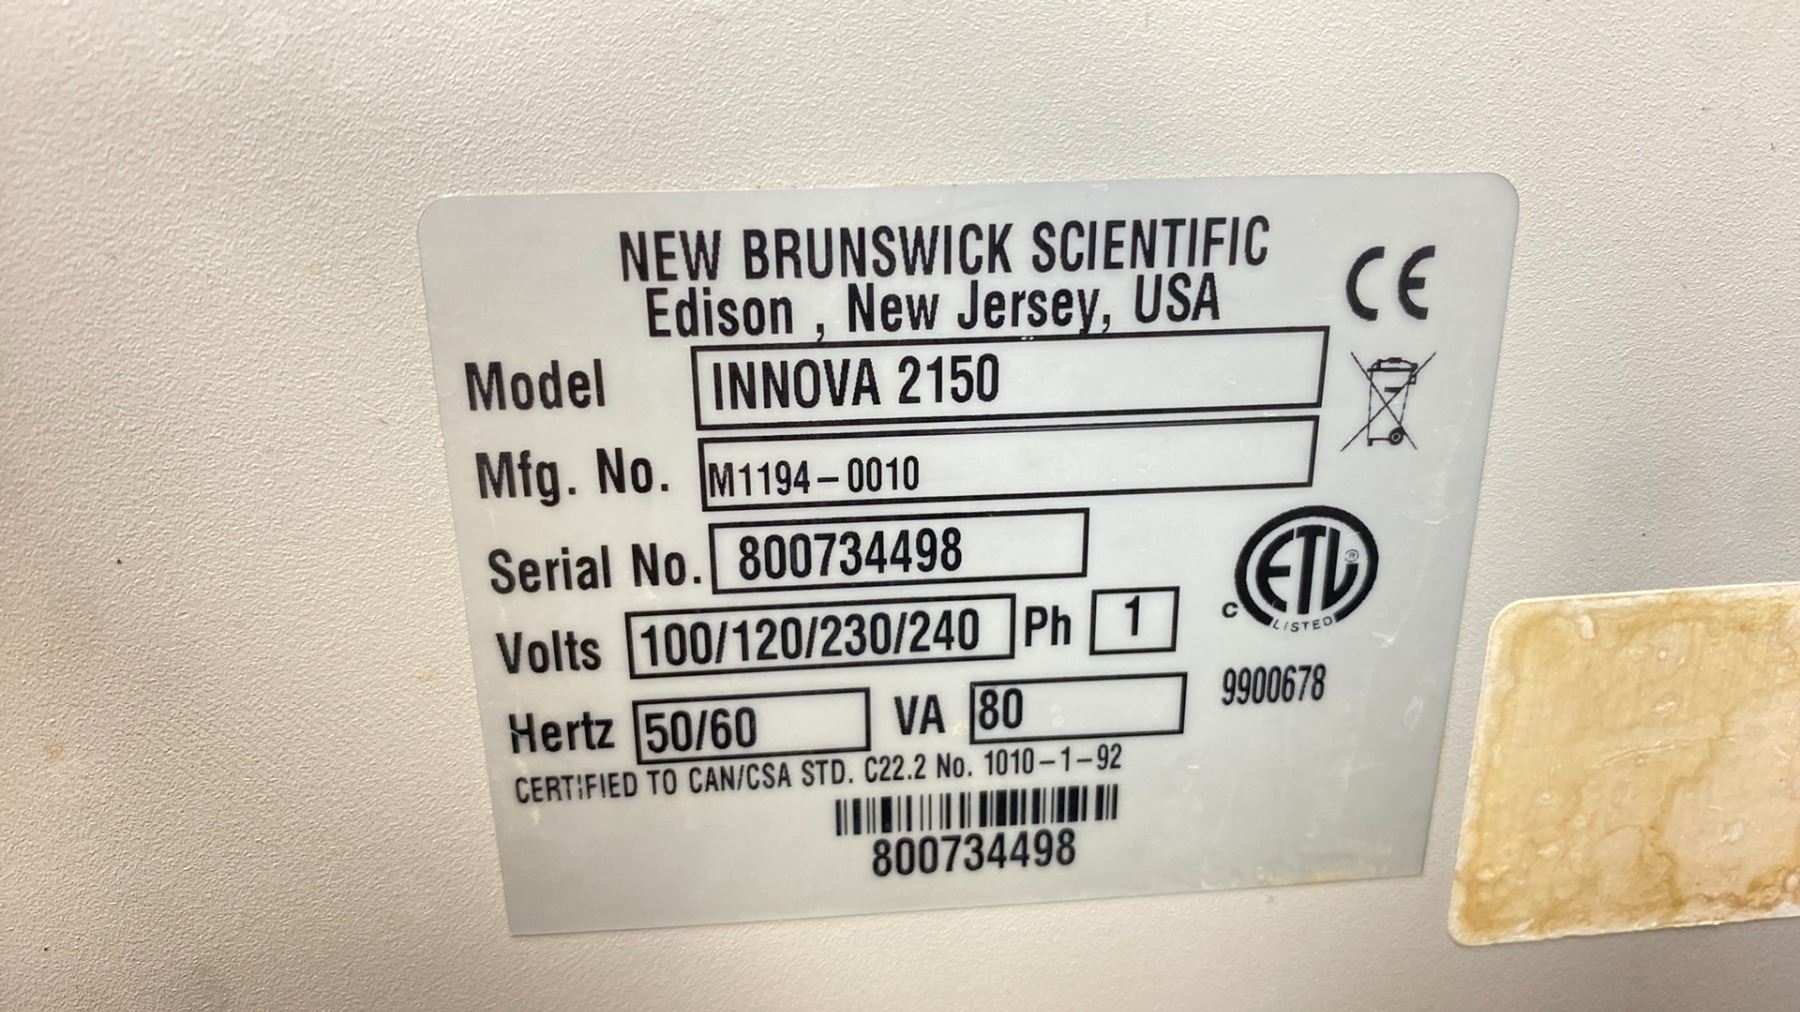 NEW BRUNSWICK SCIENTIFIC
Edison , New Jersey, USA
CE
Model INNOVA 2150
Mfg. No. M1194-0010
Serial No. 800734498
Volts 100/120/230/240 Ph 1
C ETL ® LISTED
Hertz 50/60 VA 80
9900678
CERTIFIED TO CAN/CSA STD. C22.2 No. 1010-1-92
800734498